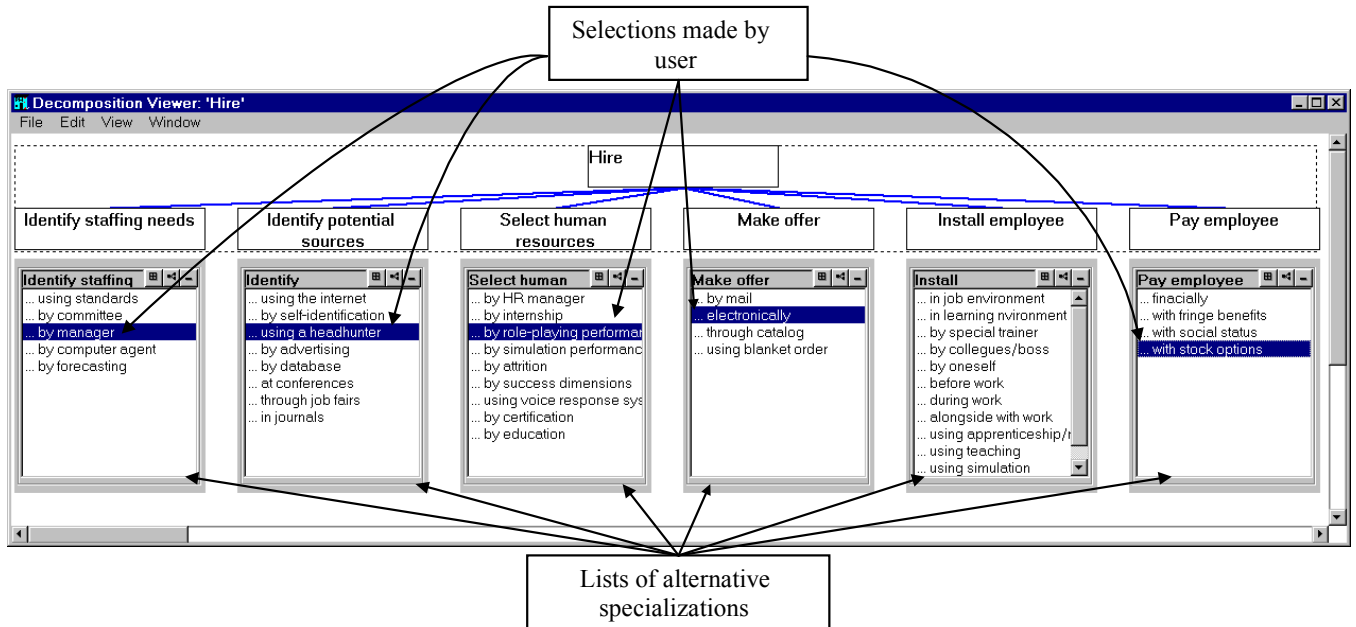 Selections made by
user
Decomposition Viewer: 'Hire'
File Edit View Window
Hire
Identify staffing needs
Identify potential
sources
Select human
resources
Make offer
Install employee
Pay employee
Identify staffing
... using standards
... by committee
... by manager
... by computer agent
... by forecasting
Identify
... using the internet
... by self-identification
... using a headhunter
... by advertising
... by database
... at conferences
... through job fairs
... in journals
Select human
... by HR manager
... by internship
... by role-playing performan
... by simulation performanc
... by attrition
... by success dimensions
... using voice response sys
... by certification
... by education
Make offer
... by mail
... electronically
... through catalog
... using blanket order
Install
... in job environment
... in learning nvironment
... by special trainer
... by collegues/boss
... by oneself
... before work
... during work
... alongside with work
... using apprenticeship/r
... using teaching
... using simulation
Pay employee
... finacially
... with fringe benefits
... with social status
... with stock options
Lists of alternative
specializations